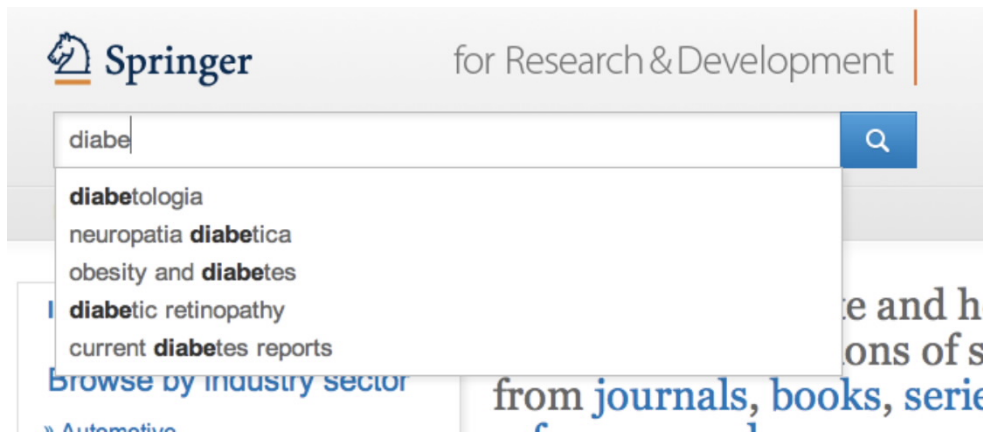 Springer
for Research & Development
diabe
diabetologia
neuropatia diabetica
obesity and diabetes
diabetic retinopathy
current diabetes reports
e and h
ons of s
Browse by industry sector
from journals, books, serie
» Automotive